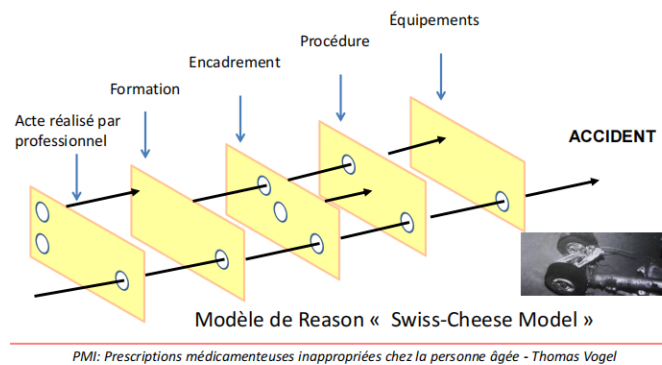 Équipements
Procédure
Encadrement
Formation
Acte réalisé par
professionnel
ACCIDENT
Modèle de Reason « Swiss-Cheese Model »
PMI: Prescriptions médicamenteuses inappropriées chez la personne âgée - Thomas Vogel